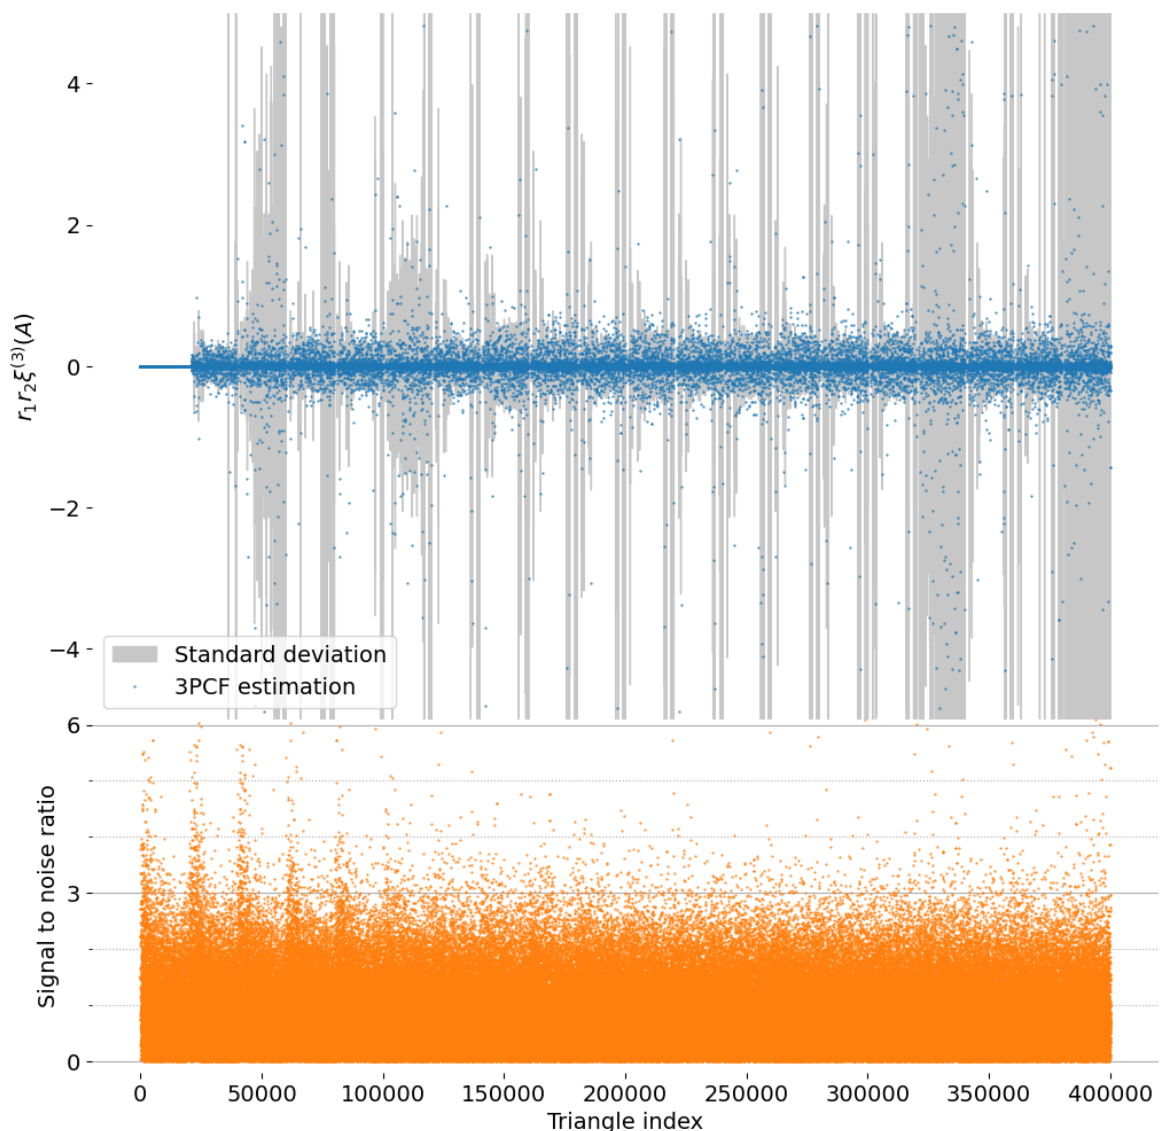 4
2
0
−2
−4
r₁r₂ξ⁽³⁾(A)
Standard deviation
3PCF estimation
6
3
0
Signal to noise ratio
0 50000 100000 150000 200000 250000 300000 350000 400000
Triangle index